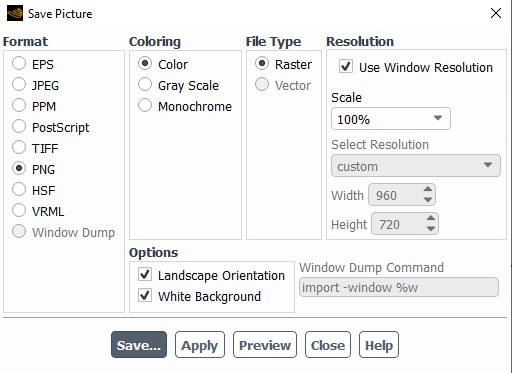 Save Picture
Format
EPS
JPEG
PPM
PostScript
TIFF
PNG
HSF
VRML
Window Dump
Coloring
Color
Gray Scale
Monochrome
File Type
Raster
Vector
Resolution
Use Window Resolution
Scale
100%
Select Resolution
custom
Width 960
Height 720
Options
Landscape Orientation
White Background
Window Dump Command
import -window %w
Save... Apply Preview Close Help